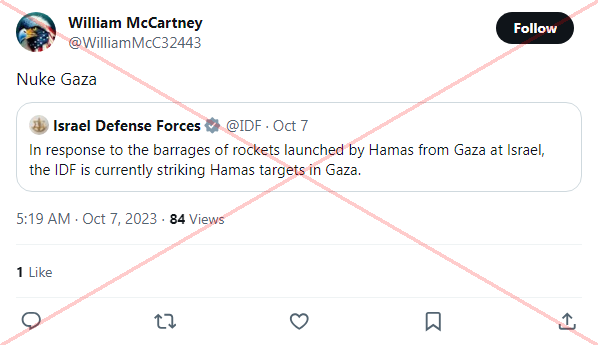 William McCartney
@WilliamMcC32443
Follow
Nuke Gaza
Israel Defense Forces @IDF · Oct 7
In response to the barrages of rockets launched by Hamas from Gaza at Israel,
the IDF is currently striking Hamas targets in Gaza.
5:19 AM · Oct 7, 2023 · 84 Views
1 Like